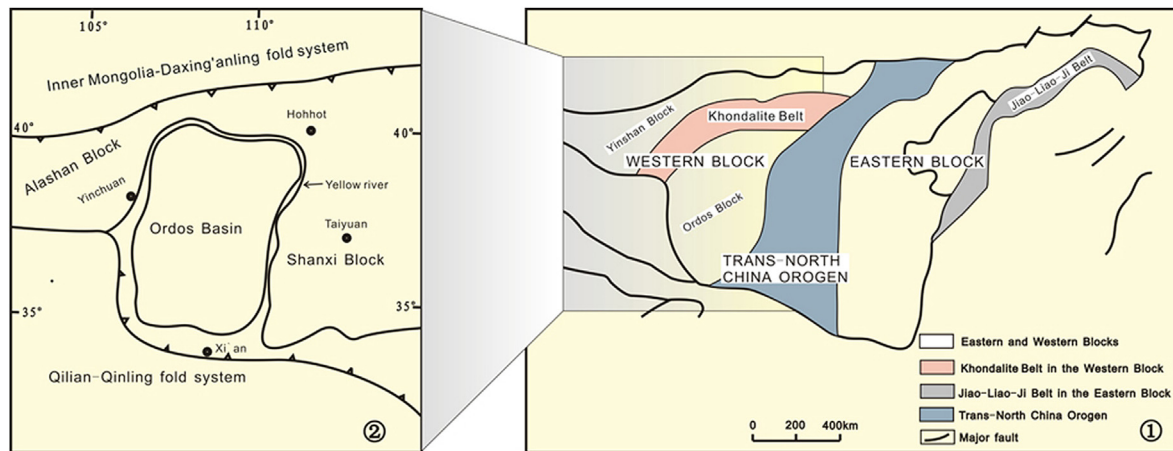 105°
110°
Inner Mongolia-Daxing'anling fold system
40°
Hohhot
40°
Alashan Block
Yinchuan
Yellow river
Ordos Basin
Taiyuan
Shanxi Block
35°
35°
Xi'an
Qilian-Qinling fold system
②
Jiao-Liao-Ji Belt
Yinshan Block
Khondalite Belt
WESTERN BLOCK
EASTERN BLOCK
Ordos Block
TRANS-NORTH
CHINA OROGEN
Eastern and Western Blocks
Khondalite Belt in the Western Block
Jiao-Liao-Ji Belt in the Eastern Block
Trans-North China Orogen
Major fault
0 200 400km
①